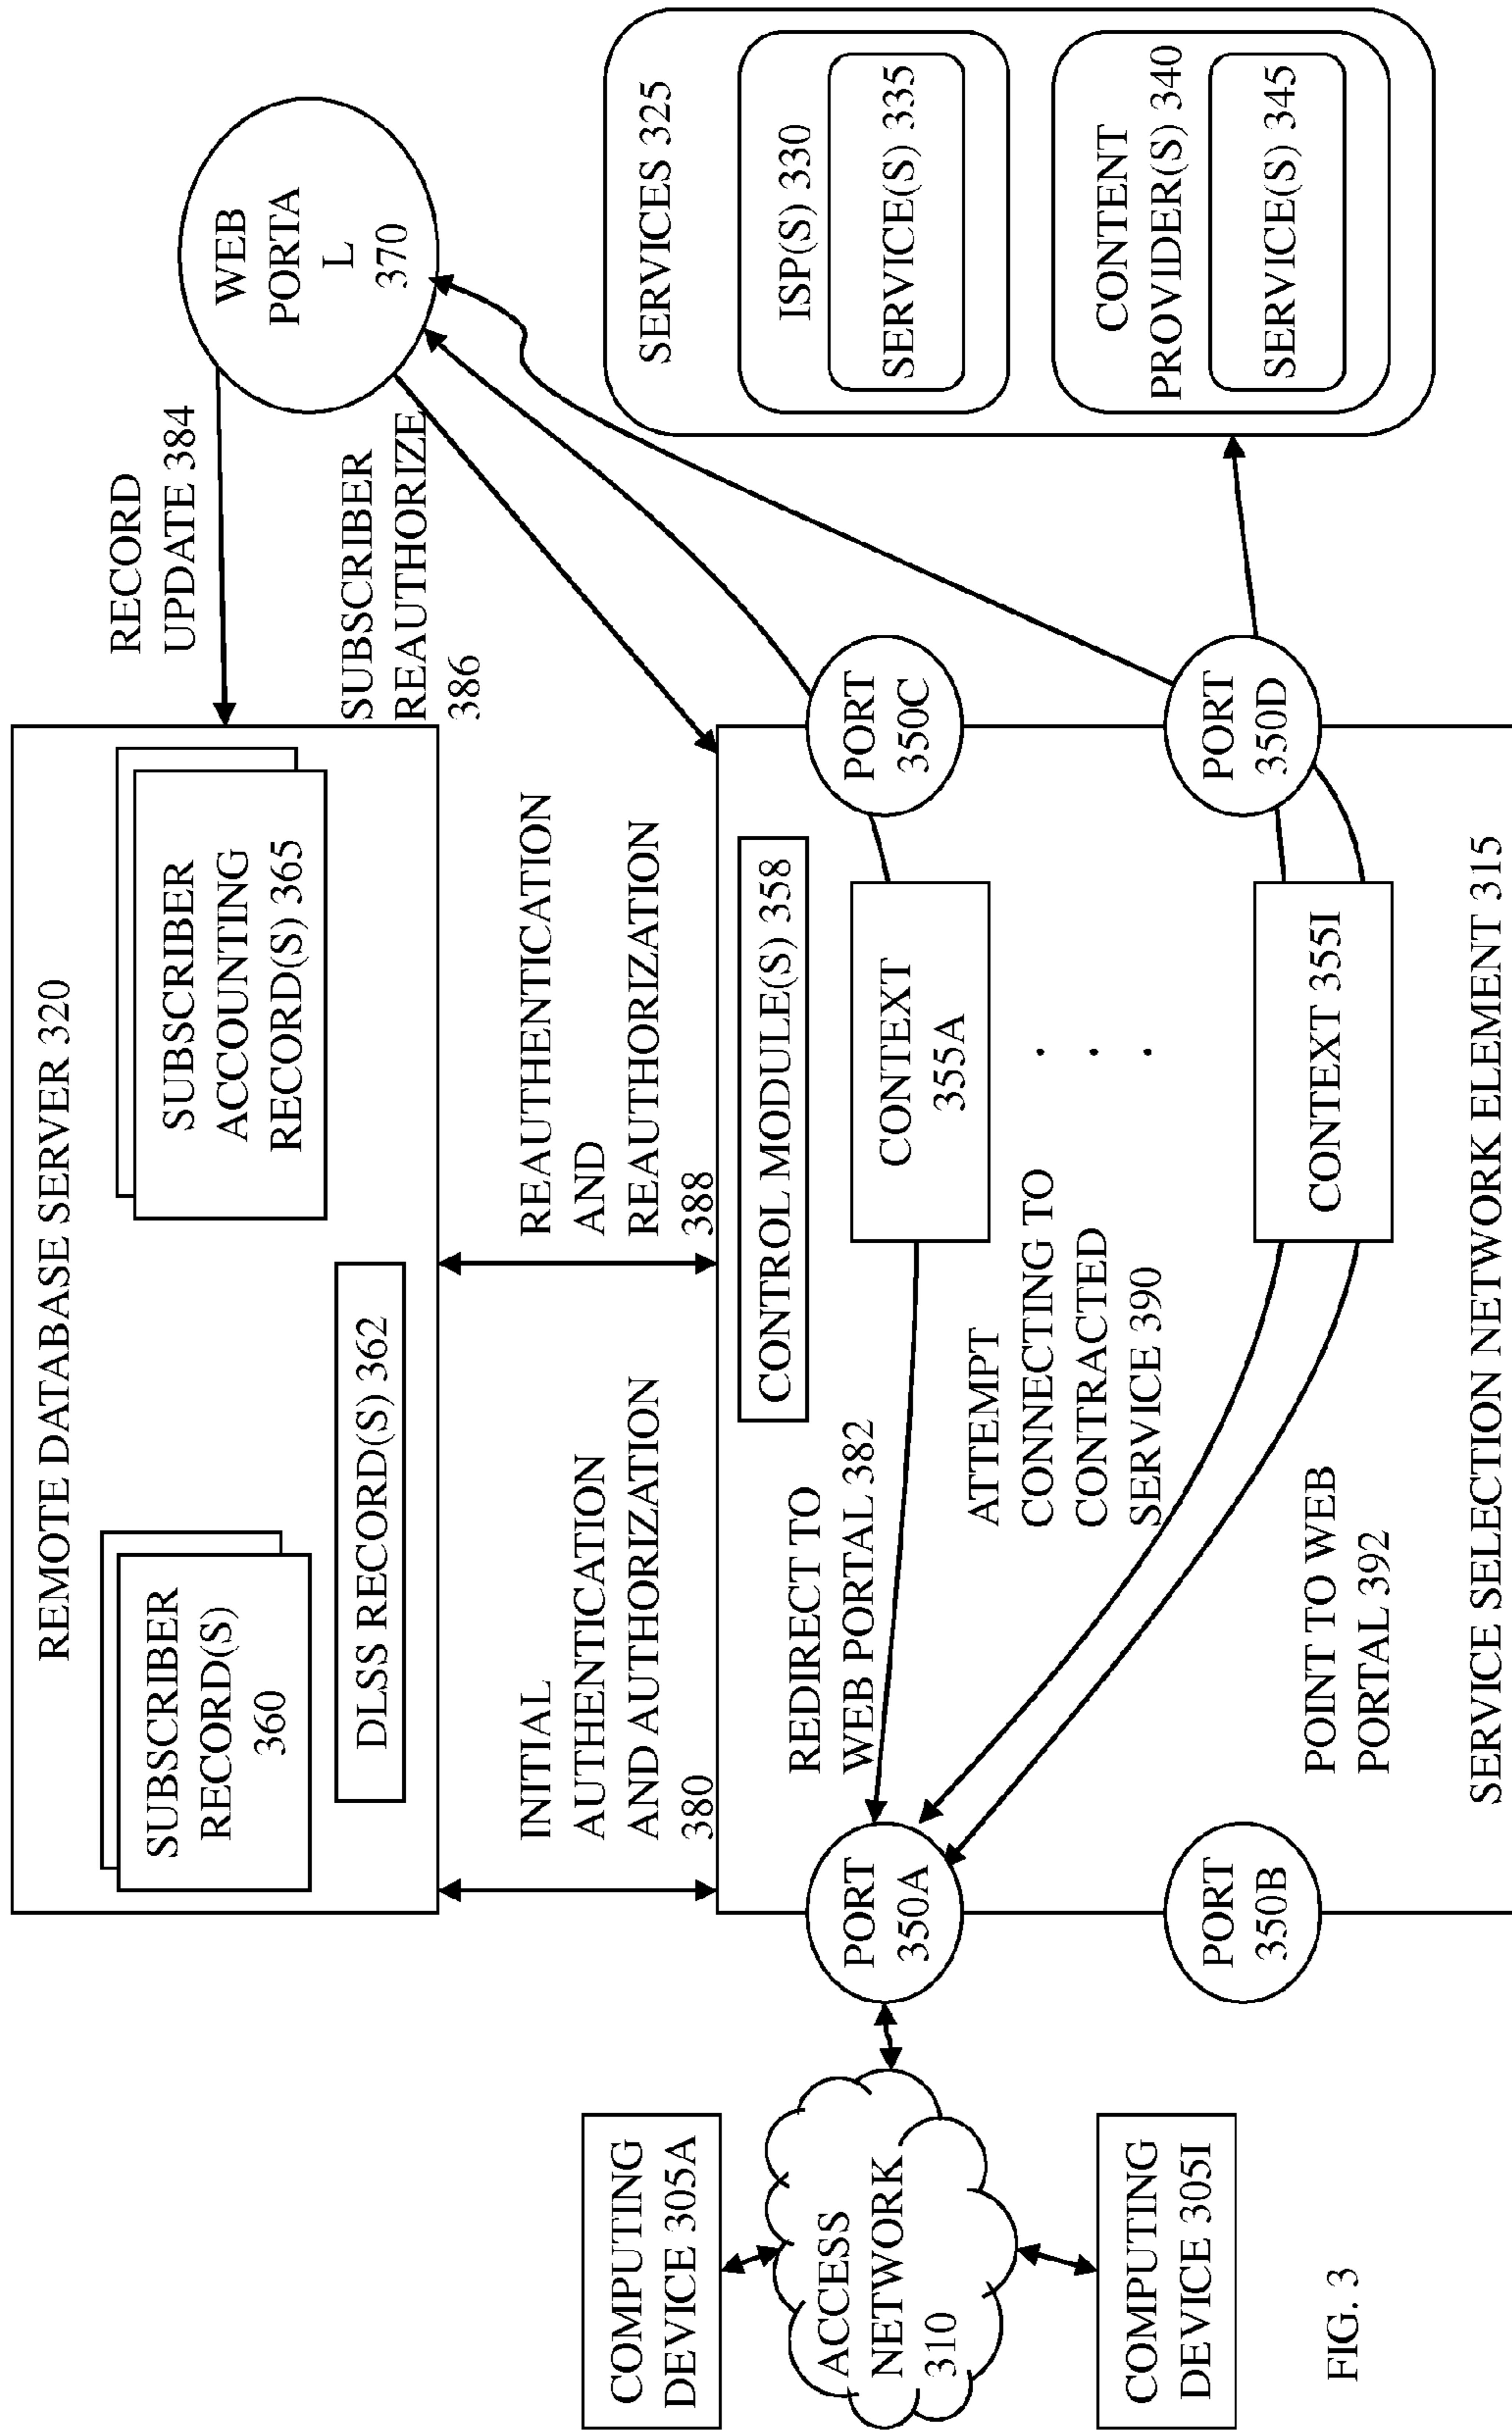 REMOTE DATABASE SERVER 320
SUBSCRIBER
RECORD(S)
360
SUBSCRIBER
ACCOUNTING
RECORD(S) 365
DLSS RECORD(S) 362
RECORD
UPDATE 384
WEB
PORTA
L
370
SUBSCRIBER
REAUTHORIZE
386
INITIAL
AUTHENTICATION
AND AUTHORIZATION
380
REAUTHENTICATION
AND
REAUTHORIZATION
388
COMPUTING
DEVICE 305A
ACCESS
NETWORK
310
COMPUTING
DEVICE 305I
PORT
350A
PORT
350B
CONTROL MODULE(S) 358
REDIRECT TO
WEB PORTAL 382
CONTEXT
355A
. . .
ATTEMPT
CONNECTING TO
CONTRACTED
SERVICE 390
CONTEXT 355I
POINT TO WEB
PORTAL 392
PORT
350C
PORT
350D
SERVICE SELECTION NETWORK ELEMENT 315
SERVICES 325
ISP(S) 330
SERVICE(S) 335
CONTENT
PROVIDER(S) 340
SERVICE(S) 345
FIG. 3